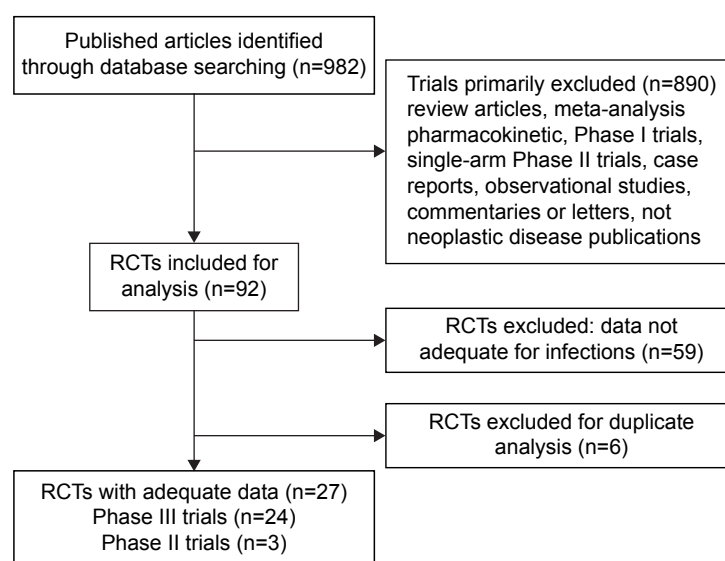 Published articles identified
through database searching (n=982)
Trials primarily excluded (n=890)
review articles, meta-analysis
pharmacokinetic, Phase I trials,
single-arm Phase II trials, case
reports, observational studies,
commentaries or letters, not
neoplastic disease publications
RCTs included for
analysis (n=92)
RCTs excluded: data not
adequate for infections (n=59)
RCTs excluded for duplicate
analysis (n=6)
RCTs with adequate data (n=27)
Phase III trials (n=24)
Phase II trials (n=3)